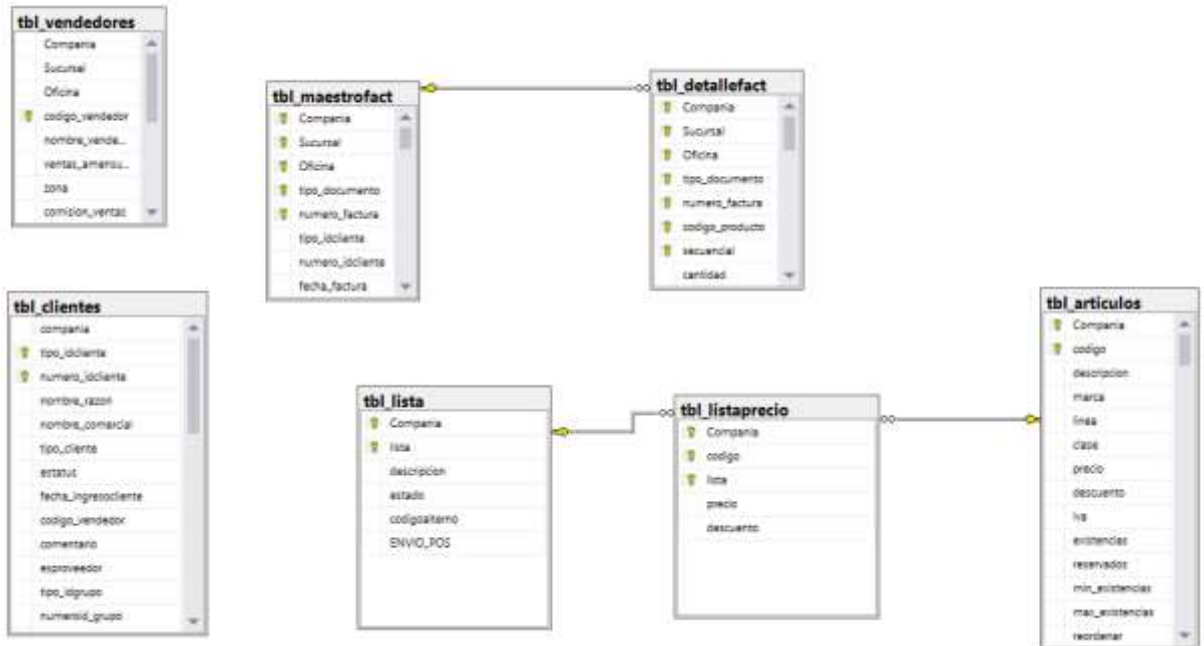 tbl_vendedores
Compania
Sucursal
Oficina
codigo_vendedor
nombre_vende...
ventas_amensu...
zona
comision_ventas
tbl_maestrofact
Compania
Sucursal
Oficina
tipo_documento
numero_factura
tipo_idcliente
numero_idcliente
fecha_factura
tbl_detallefact
Compania
Sucursal
Oficina
tipo_documento
numero_factura
codigo_producto
secuencial
cantidad
tbl_clientes
compania
tipo_idcliente
numero_idcliente
nombre_razon
nombre_comercial
tipo_cliente
estatus
fecha_ingresocliente
codigo_vendedor
comentario
esproveedor
tipo_idgrupo
numeroid_grupo
tbl_lista
Compania
lista
descripcion
estado
codigoalterno
ENVIO_POS
tbl_listaprecio
Compania
codigo
lista
precio
descuento
tbl_articulos
Compania
codigo
descripcion
marca
linea
clase
precio
descuento
iva
existencias
reservados
min_existencias
max_existencias
reordenar